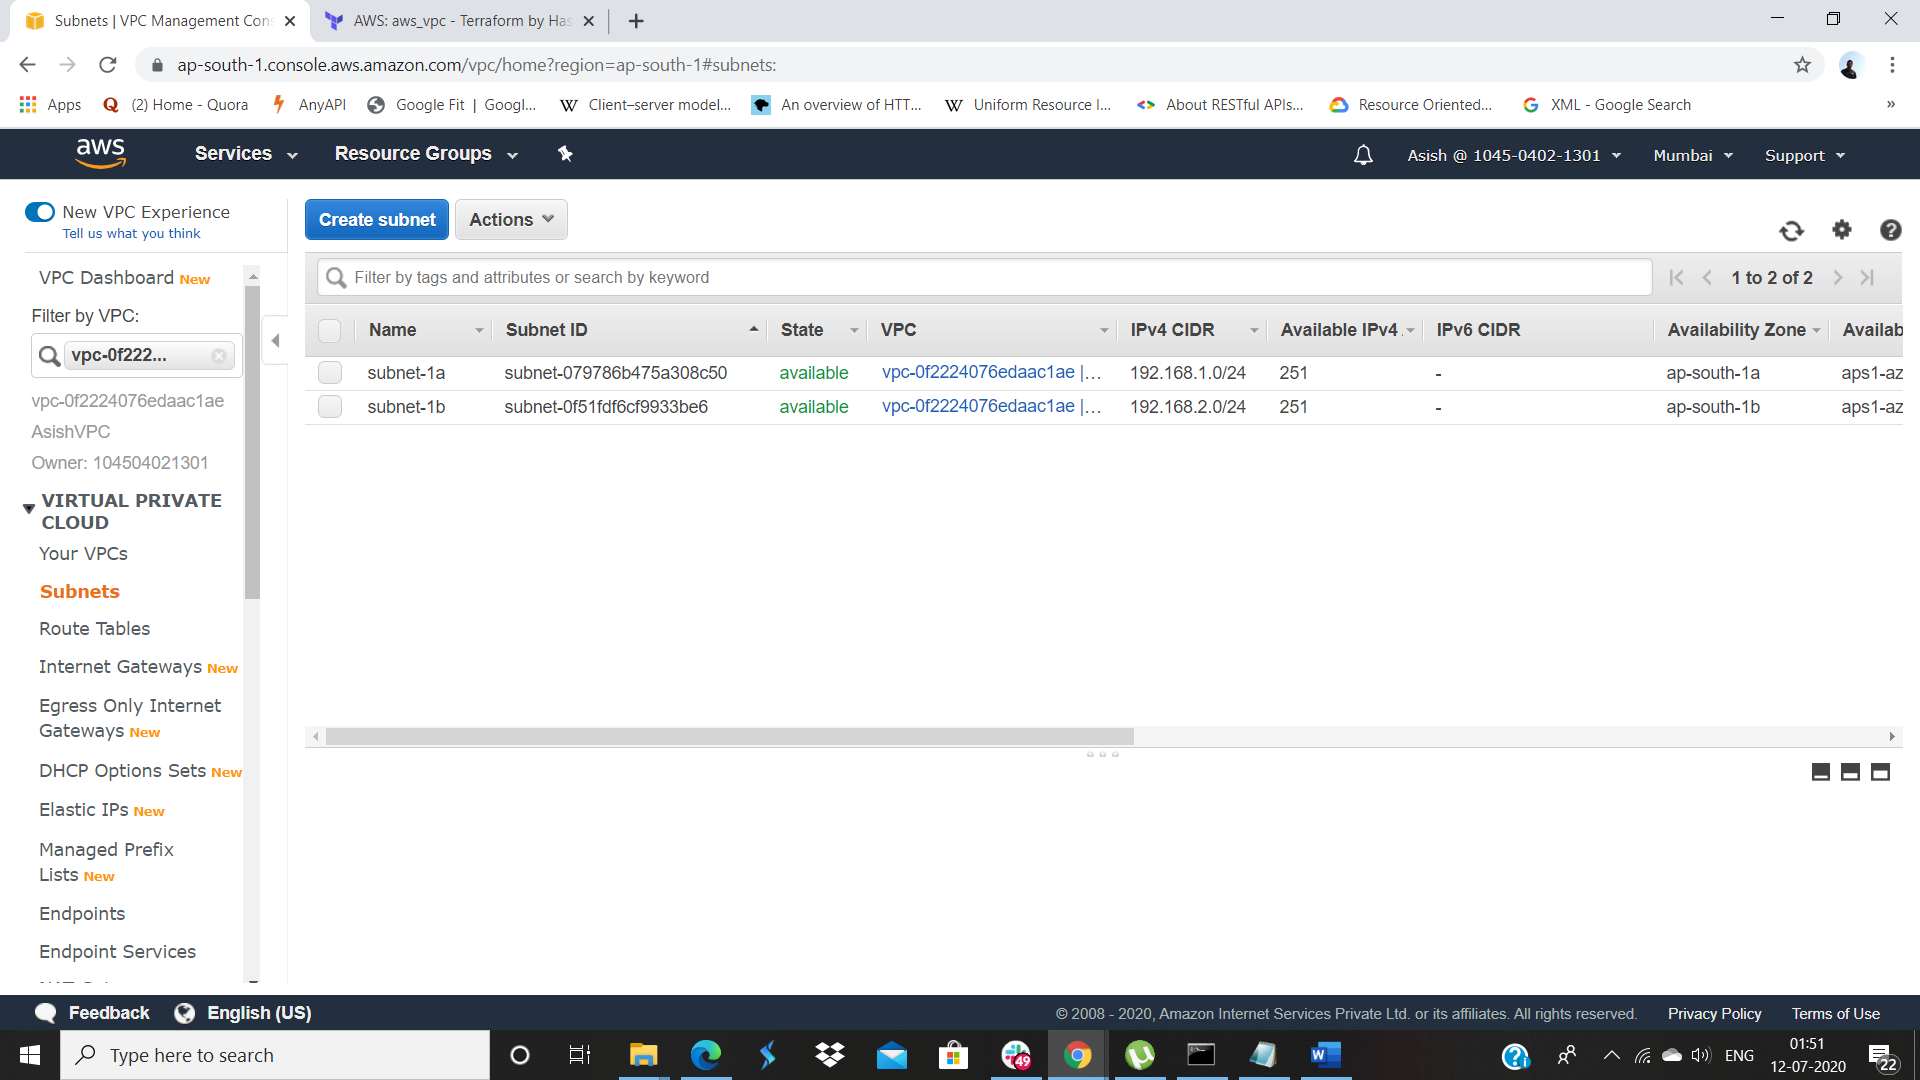 Subnets | VPC Management Con
AWS: aws_vpc - Terraform by Has
ap-south-1.console.aws.amazon.com/vpc/home?region=ap-south-1#subnets:
Apps
(2) Home - Quora
AnyAPI
Google Fit | Googl...
Client–server model...
An overview of HTT...
Uniform Resource I...
About RESTful APIs...
Resource Oriented...
XML - Google Search
»
aws
Services
Resource Groups
Asish @ 1045-0402-1301
Mumbai
Support
New VPC Experience
Tell us what you think
VPC Dashboard New
Filter by VPC:
vpc-0f222...
vpc-0f2224076edaac1ae
AsishVPC
Owner: 104504021301
VIRTUAL PRIVATE
CLOUD
Your VPCs
Subnets
Route Tables
Internet Gateways New
Egress Only Internet
Gateways New
DHCP Options Sets New
Elastic IPs New
Managed Prefix
Lists New
Endpoints
Endpoint Services
Create subnet
Actions
Filter by tags and attributes or search by keyword
1 to 2 of 2
Name Subnet ID State VPC IPv4 CIDR Available IPv4 IPv6 CIDR Availability Zone Availab
subnet-1a subnet-079786b475a308c50 available vpc-0f2224076edaac1ae |... 192.168.1.0/24 251 - ap-south-1a aps1-az
subnet-1b subnet-0f51fdf6cf9933be6 available vpc-0f2224076edaac1ae |... 192.168.2.0/24 251 - ap-south-1b aps1-az
Feedback
English (US)
© 2008 - 2020, Amazon Internet Services Private Ltd. or its affiliates. All rights reserved.
Privacy Policy
Terms of Use
Type here to search
49
ENG
01:51
12-07-2020
22